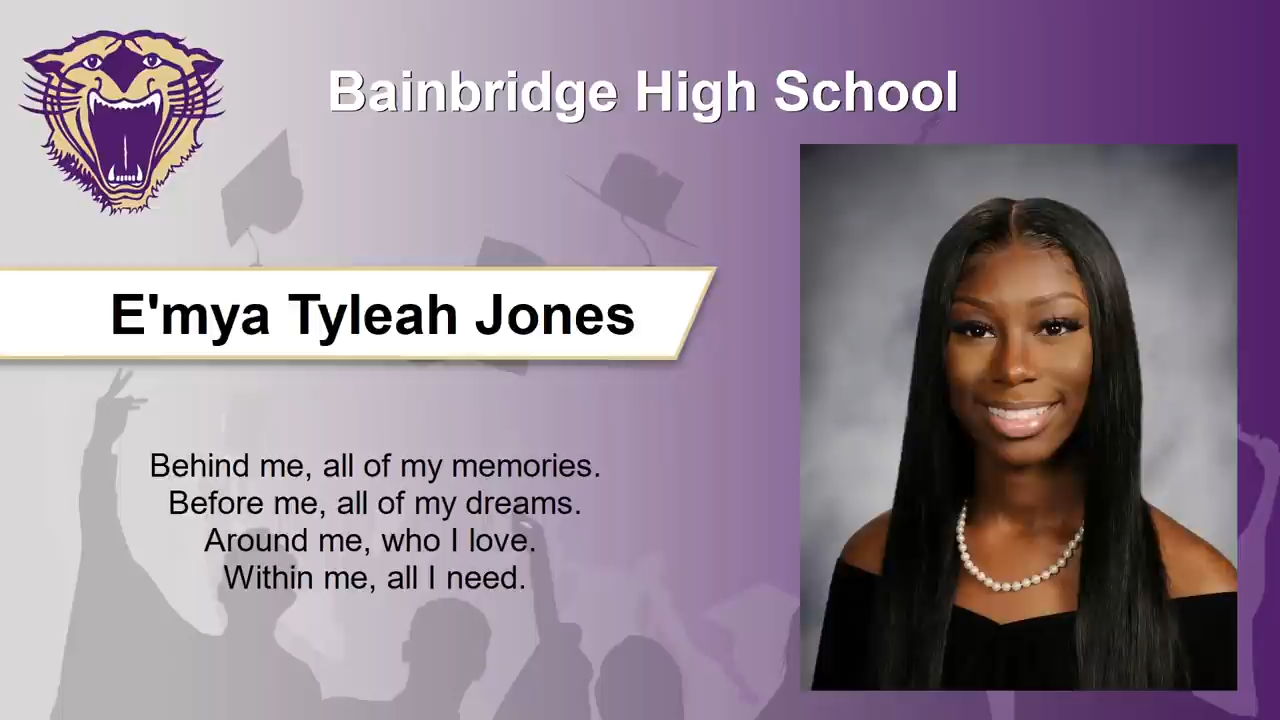 Bainbridge High School
E'mya Tyleah Jones
Behind me, all of my memories.
Before me, all of my dreams.
Around me, who I love.
Within me, all I need.